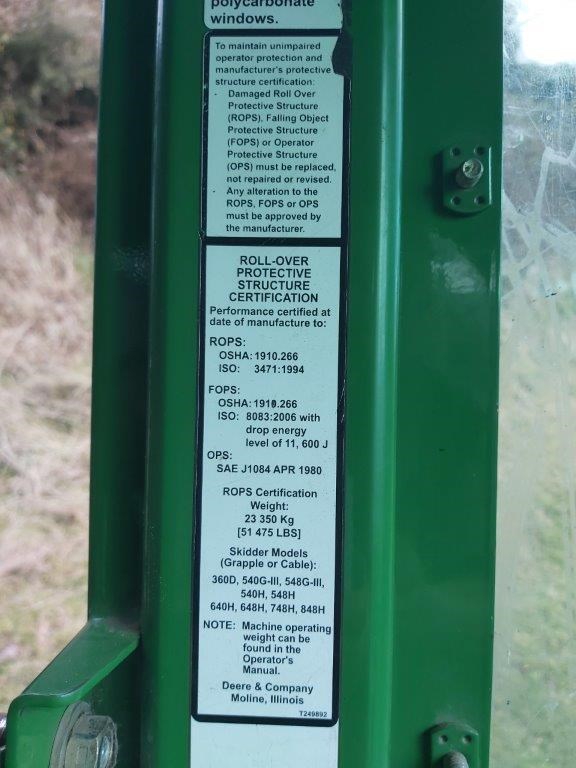 polycarbonate
windows.
To maintain unimpaired
operator protection and
manufacturer's protective
structure certification:
- Damaged Roll Over
Protective Structure
(ROPS), Falling Object
Protective Structure
(FOPS) or Operator
Protective Structure
(OPS) must be replaced,
not repaired or revised.
- Any alteration to the
ROPS, FOPS or OPS
must be approved by
the manufacturer.
ROLL-OVER
PROTECTIVE
STRUCTURE
CERTIFICATION
Performance certified at
date of manufacture to:
ROPS:
OSHA: 1910.266
ISO: 3471:1994
FOPS:
OSHA: 1910.266
ISO: 8083:2006 with
drop energy
level of 11, 600 J
OPS:
SAE J1084 APR 1980
ROPS Certification
Weight:
23 350 Kg
[51 475 LBS]
Skidder Models
(Grapple or Cable):
360D, 540G-III, 548G-III,
540H, 548H
640H, 648H, 748H, 848H
NOTE: Machine operating
weight can be
found in the
Operator's
Manual.
Deere & Company
Moline, Illinois
T249892